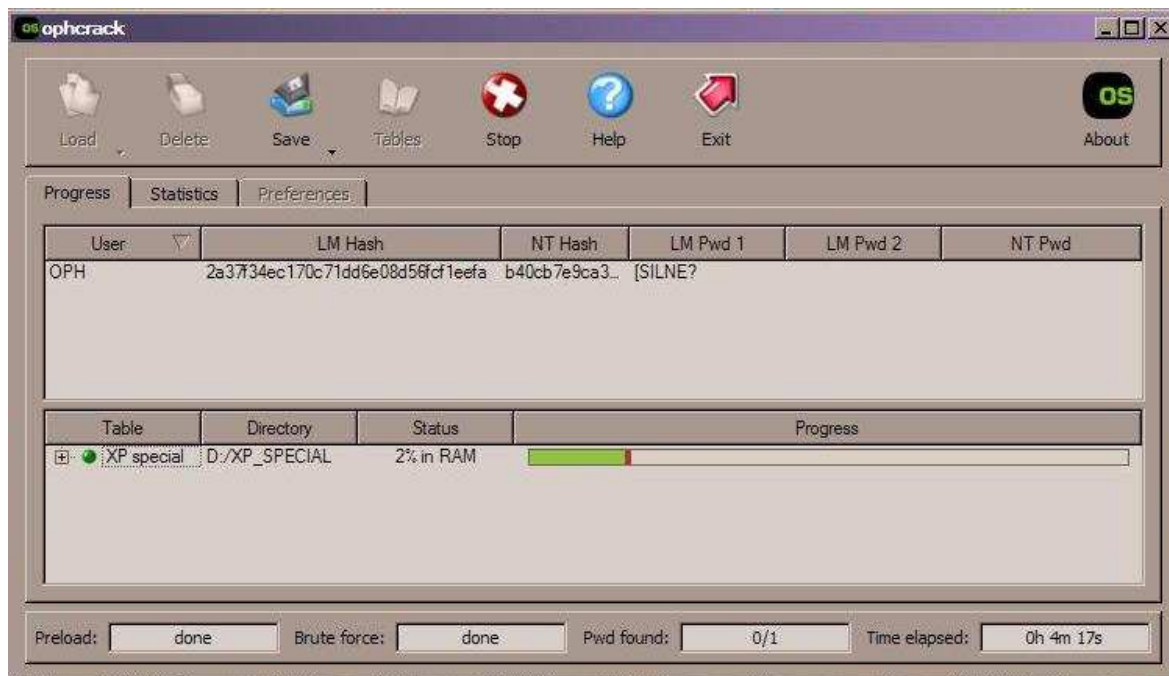 os ophcrack
Load Delete Save Tables Stop Help Exit OS About
Progress Statistics Preferences
User LM Hash NT Hash LM Pwd 1 LM Pwd 2 NT Pwd
OPH 2a37f34ec170c71dd6e08d56fcf1eefa b40cb7e9ca3... [SILNE?
Table Directory Status Progress
XP special D:/XP_SPECIAL 2% in RAM
Preload: done Brute force: done Pwd found: 0/1 Time elapsed: 0h 4m 17s